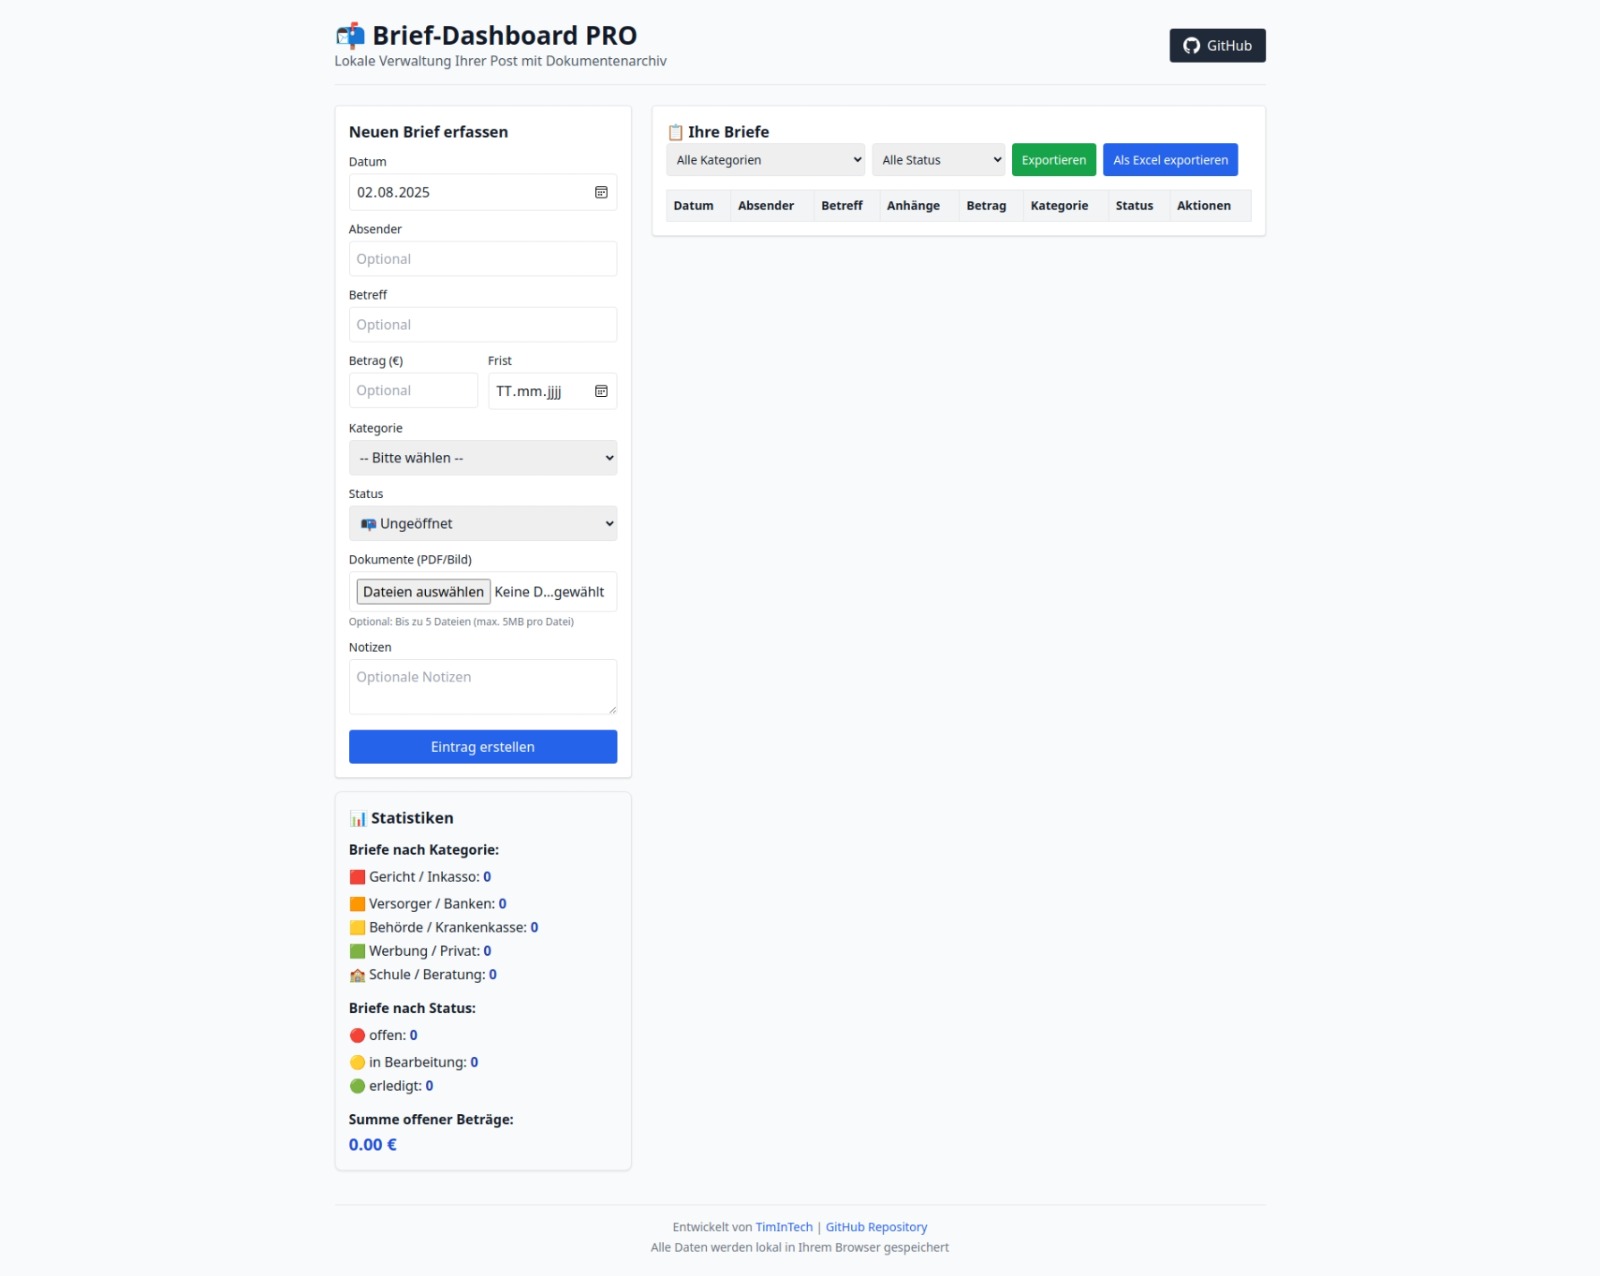 📬 Brief-Dashboard PRO
Lokale Verwaltung Ihrer Post mit Dokumentenarchiv
GitHub
Neuen Brief erfassen
Datum
02.08.2025
Absender
Optional
Betreff
Optional
Betrag (€) Frist
Optional TT.mm.jjjj
Kategorie
-- Bitte wählen --
Status
📪 Ungeöffnet
Dokumente (PDF/Bild)
Dateien auswählen Keine D...gewählt
Optional: Bis zu 5 Dateien (max. 5MB pro Datei)
Notizen
Optionale Notizen
Eintrag erstellen
📊 Statistiken
Briefe nach Kategorie:
🟥 Gericht / Inkasso: 0
🟧 Versorger / Banken: 0
🟨 Behörde / Krankenkasse: 0
🟩 Werbung / Privat: 0
🏫 Schule / Beratung: 0
Briefe nach Status:
🔴 offen: 0
🟡 in Bearbeitung: 0
🟢 erledigt: 0
Summe offener Beträge:
0.00 €
📋 Ihre Briefe
Alle Kategorien Alle Status Exportieren Als Excel exportieren
Datum Absender Betreff Anhänge Betrag Kategorie Status Aktionen
Entwickelt von TimInTech | GitHub Repository
Alle Daten werden lokal in Ihrem Browser gespeichert